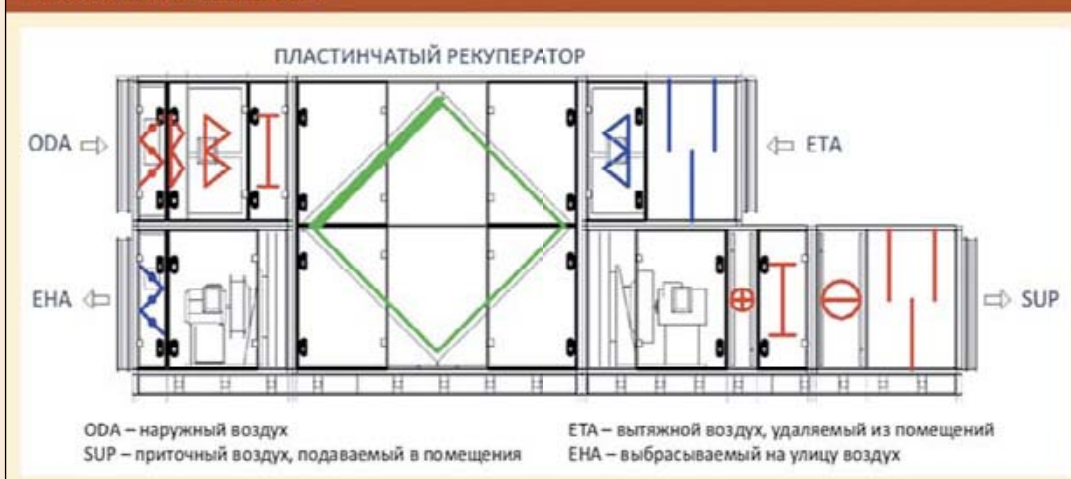 ПЛАСТИНЧАТЫЙ РЕКУПЕРАТОР
ODA
ETA
EHA
SUP
ODA – наружный воздух
SUP – приточный воздух, подаваемый в помещения
ETA – вытяжной воздух, удаляемый из помещений
EHA – выбрасываемый на улицу воздух